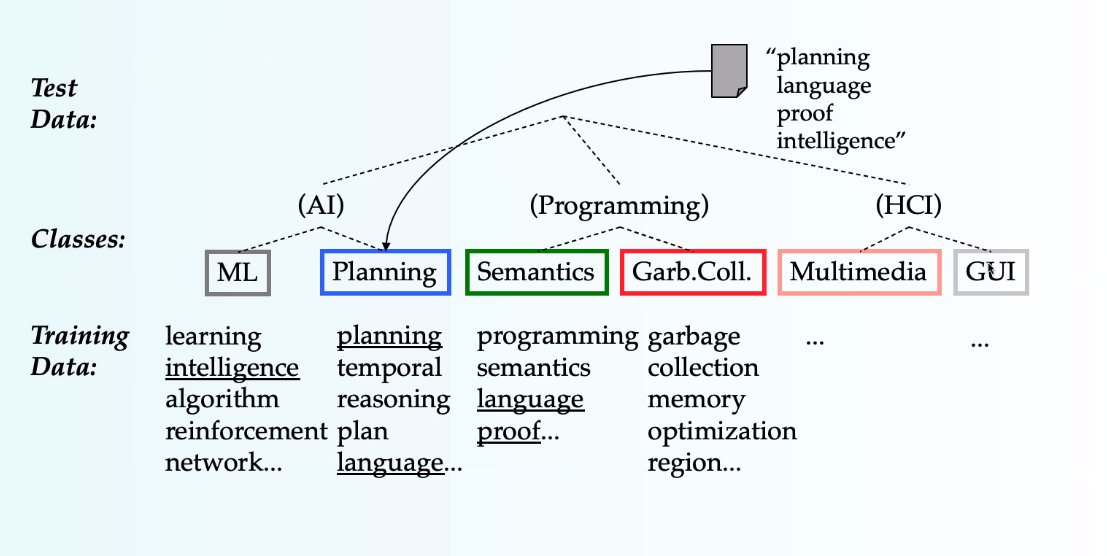 Test
Data:
“planning
language
proof
intelligence”
(AI)
(Programming)
(HCI)
Classes:
ML
Planning
Semantics
Garb.Coll.
Multimedia
GUI
Training
Data:
learning
intelligence
algorithm
reinforcement
network...
planning
temporal
reasoning
plan
language...
programming
semantics
language
proof...
garbage
collection
memory
optimization
region...
...
...